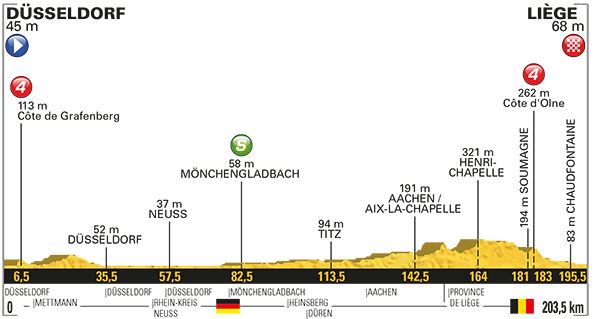 DÜSSELDORF
45 m
LIÈGE
68 m
4
113 m
Côte de Grafenberg
52 m
DÜSSELDORF
37 m
NEUSS
S
58 m
MÖNCHENGLADBACH
94 m
TITZ
191 m
AACHEN /
AIX-LA-CHAPELLE
321 m
HENRI-
CHAPELLE
194 m SOUMAGNE
4
262 m
Côte d'Olne
83 m CHAUDFONTAINE
6,5 35,5 57,5 82,5 113,5 142,5 164 181 183 195,5
DÜSSELDORF DÜSSELDORF DÜSSELDORF MÖNCHENGLADBACH AACHEN PROVINCE
DE LIÈGE
METTMANN RHEIN-KREIS
NEUSS HEINSBERG
DÜREN
0 203,5 km